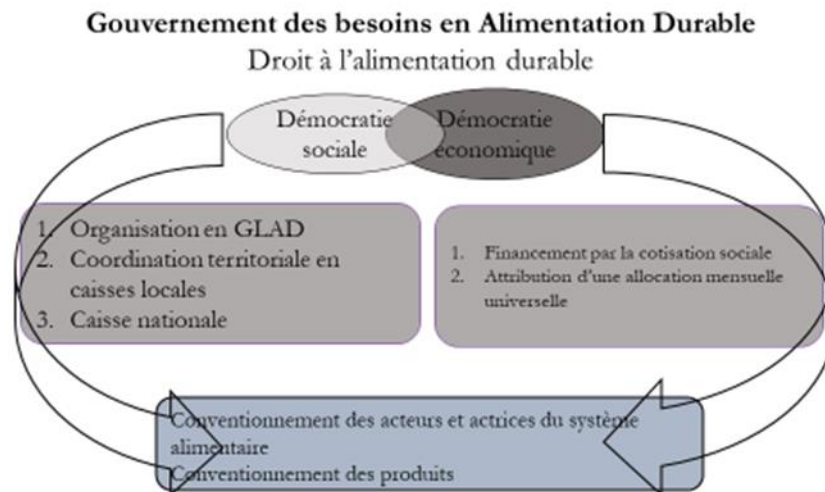 Gouvernement des besoins en Alimentation Durable
Droit à l'alimentation durable
Démocratie
sociale
Démocratie
économique
1. Organisation en GLAD
2. Coordination territoriale en
caisses locales
3. Caisse nationale
1. Financement par la cotisation sociale
2. Attribution d'une allocation mensuelle
universelle
Conventionnement des acteurs et actrices du système
alimentaire
Conventionnement des produits